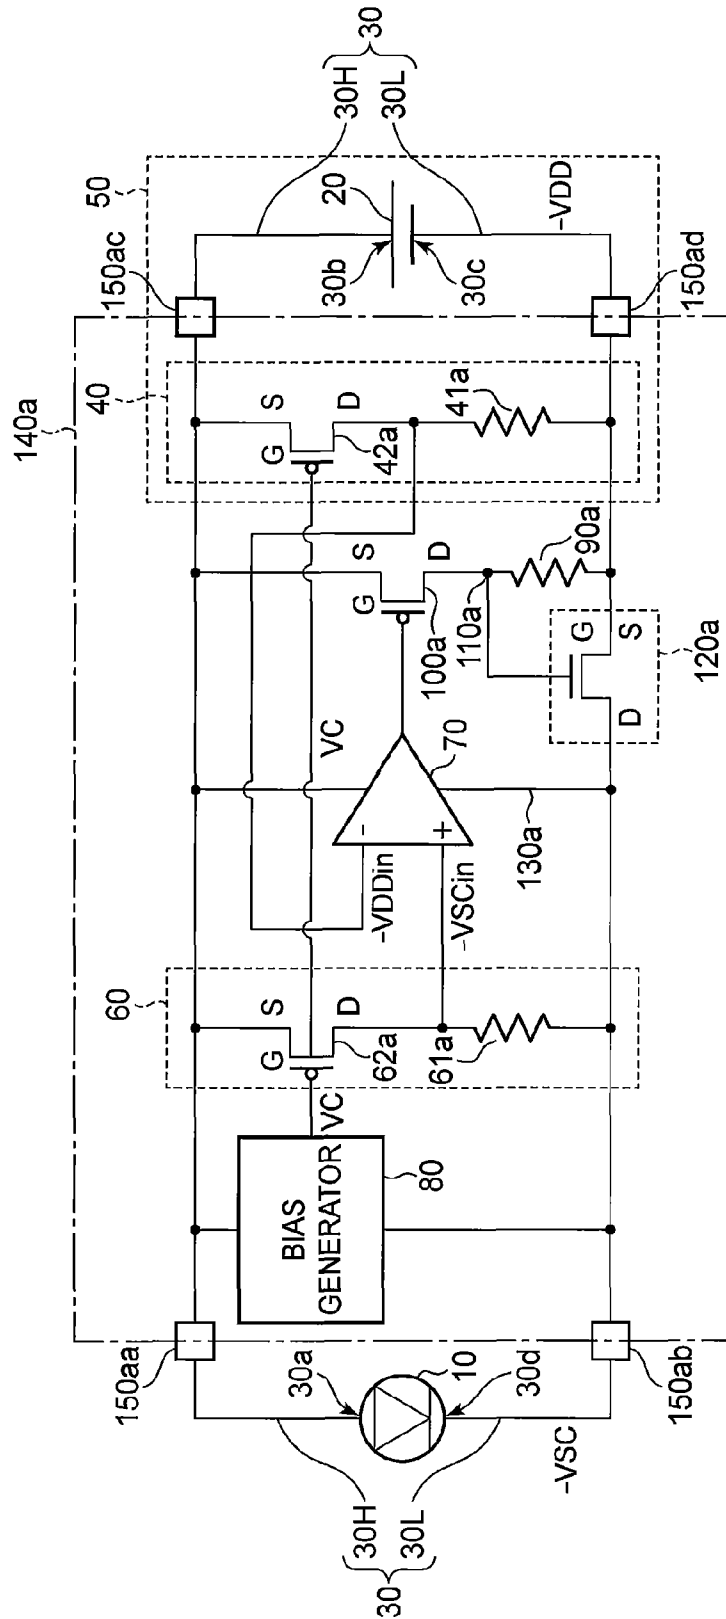 140a
150aa
150ac
50
30
30H
30L
60
40
30H
30L
30
30a
10
30d
-VSC
150ab
BIAS
GENERATOR
80
VC
G
S
D
62a
61a
-VDDin
-VSCin
-
+
VC
70
130a
G
S
D
100a
110a
90a
G
D
S
120a
G
S
D
42a
41a
30b
20
30c
-VDD
150ad